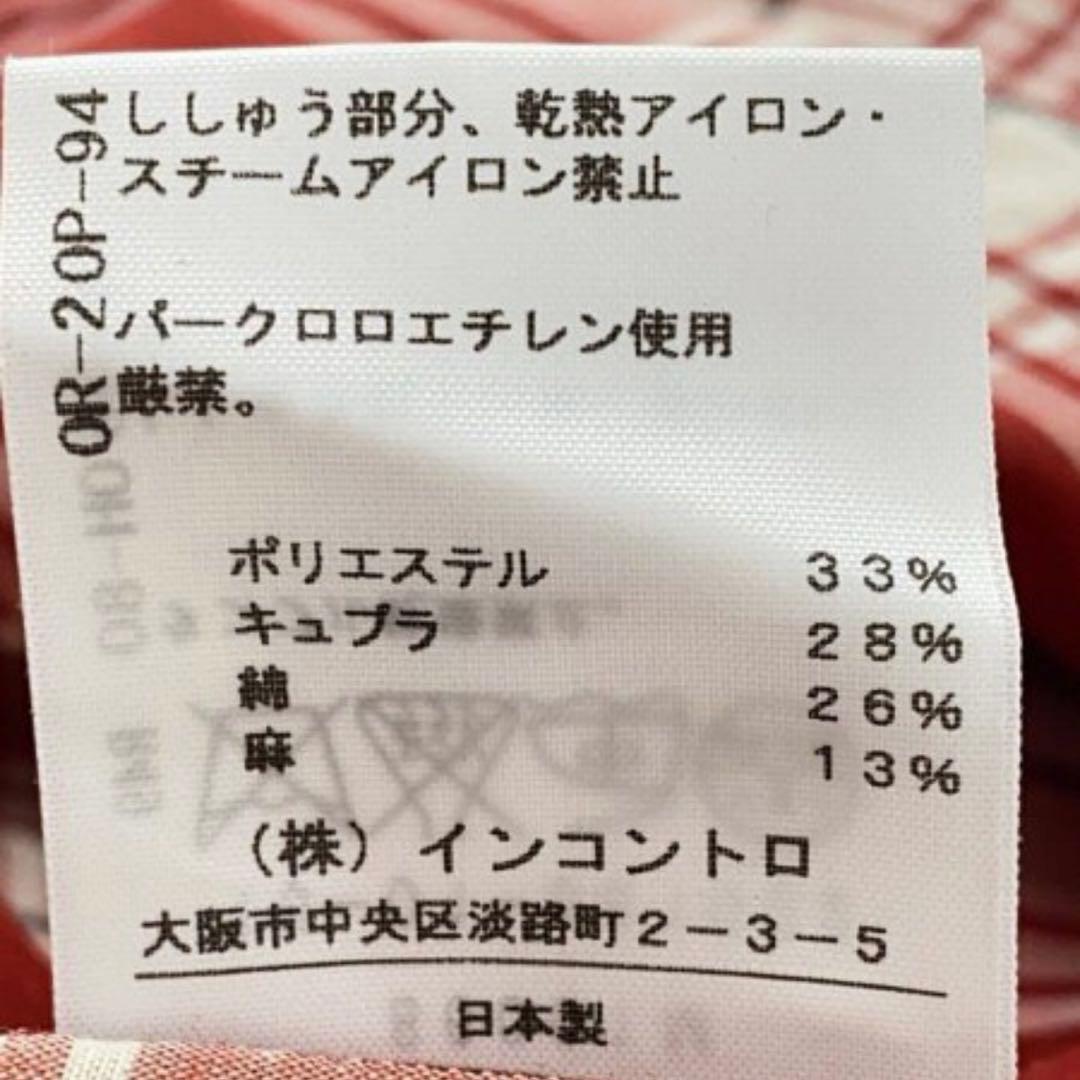 OR-2OP-94
ししゅう部分、乾熱アイロン・
スチームアイロン禁止
パークロロエチレン使用
厳禁。
ポリエステル 33%
キュプラ 28%
綿 26%
麻 13%
(株)インコントロ
大阪市中央区淡路町2-3-5
日本製